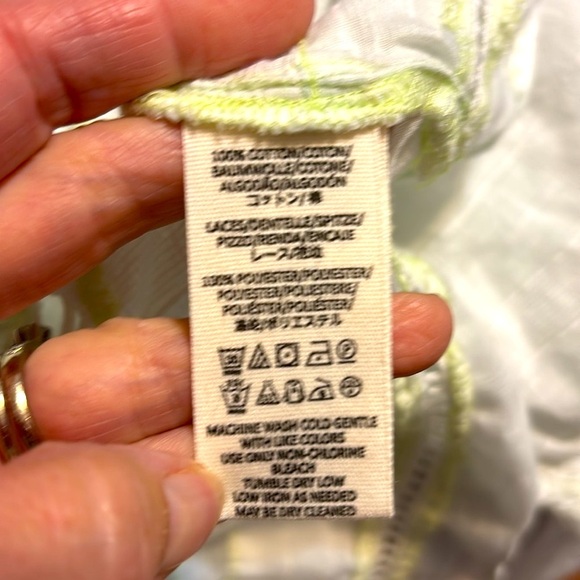 100% COTTON/COTON/
BAUMWOLLE/COTONE/
ALGODÃO/ALGODÓN
コットン/棉
LACES/DENTELLE/SPITZE/
PIZZO/RENDA/ENCAJE
レース/花边
100% POLYESTER/POLYESTER/
POLYESTER/POLIESTERE/
POLIÉSTER/POLIÉSTER/
ポリエステル
MACHINE WASH COLD GENTLE
WITH LIKE COLORS
USE ONLY NON-CHLORINE
BLEACH
TUMBLE DRY LOW
LOW IRON AS NEEDED
MAY BE DRY CLEANED